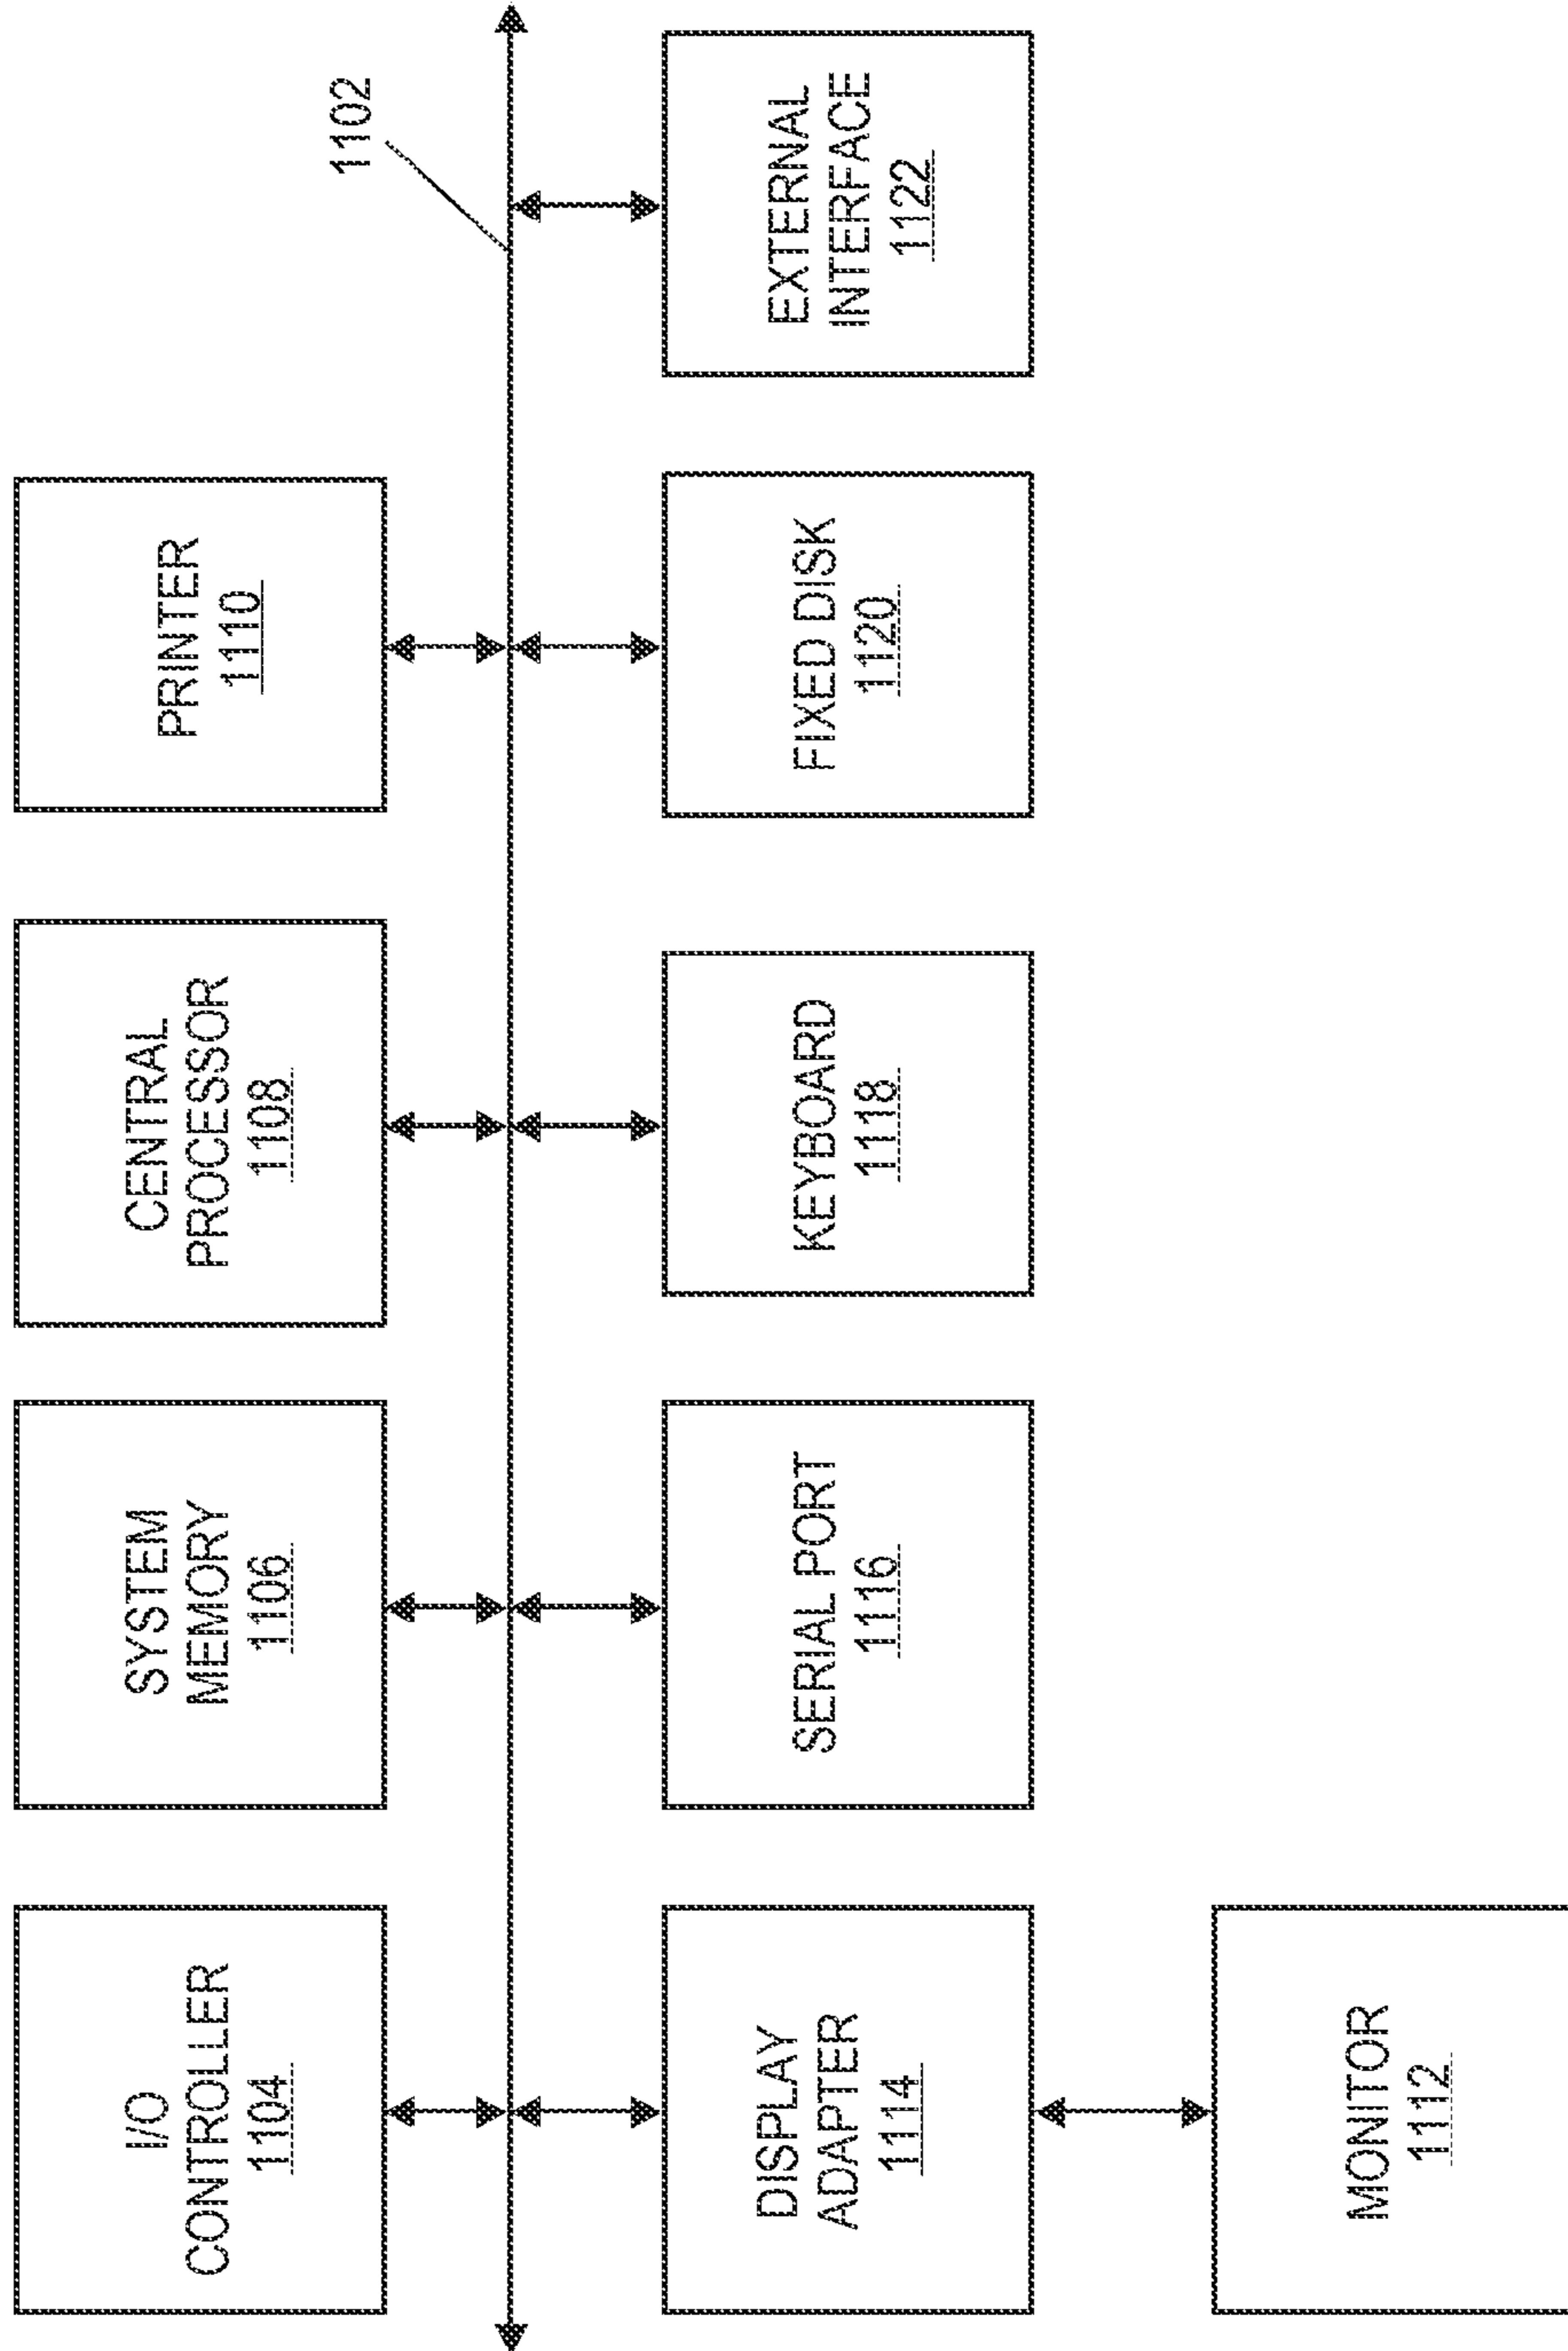 I/O
CONTROLLER
1104
SYSTEM
MEMORY
1106
CENTRAL
PROCESSOR
1108
PRINTER
1110
1102
DISPLAY
ADAPTER
1114
SERIAL PORT
1116
KEYBOARD
1118
FIXED DISK
1120
EXTERNAL
INTERFACE
1122
MONITOR
1112